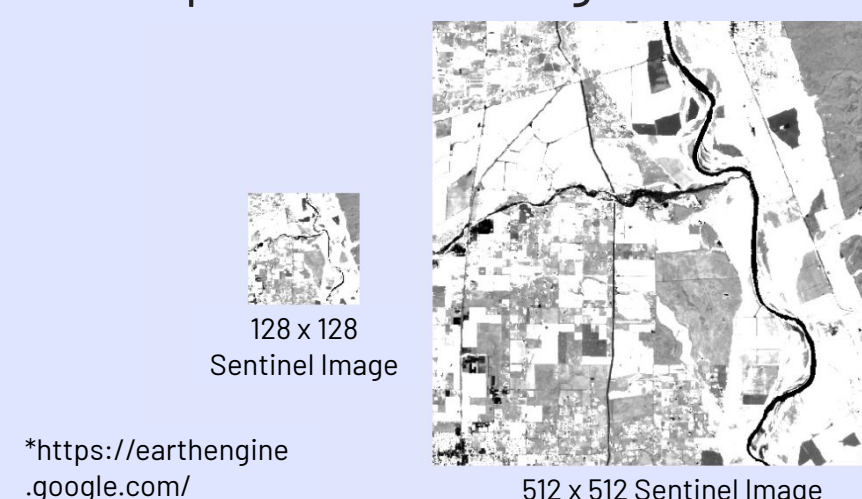 128 x 128
Sentinel Image
*https://earthengine
.google.com/
512 x 512 Sentinel Image